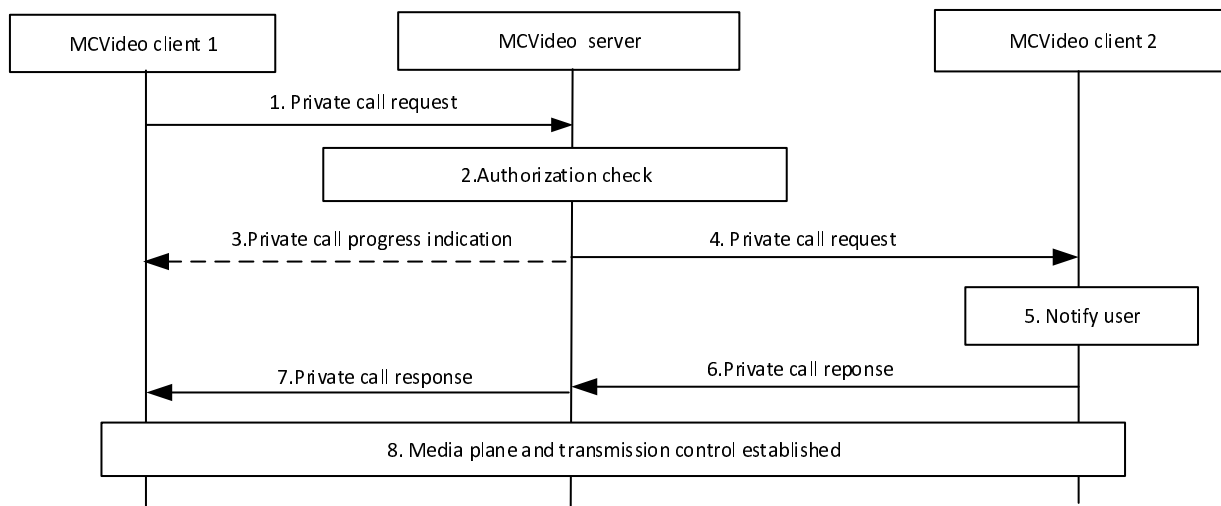 MCVideo client 1
MCVideo server
MCVideo client 2
1. Private call request
2.Authorization check
3.Private call progress indication
4. Private call request
5. Notify user
6.Private call reponse
7.Private call response
8. Media plane and transmission control established